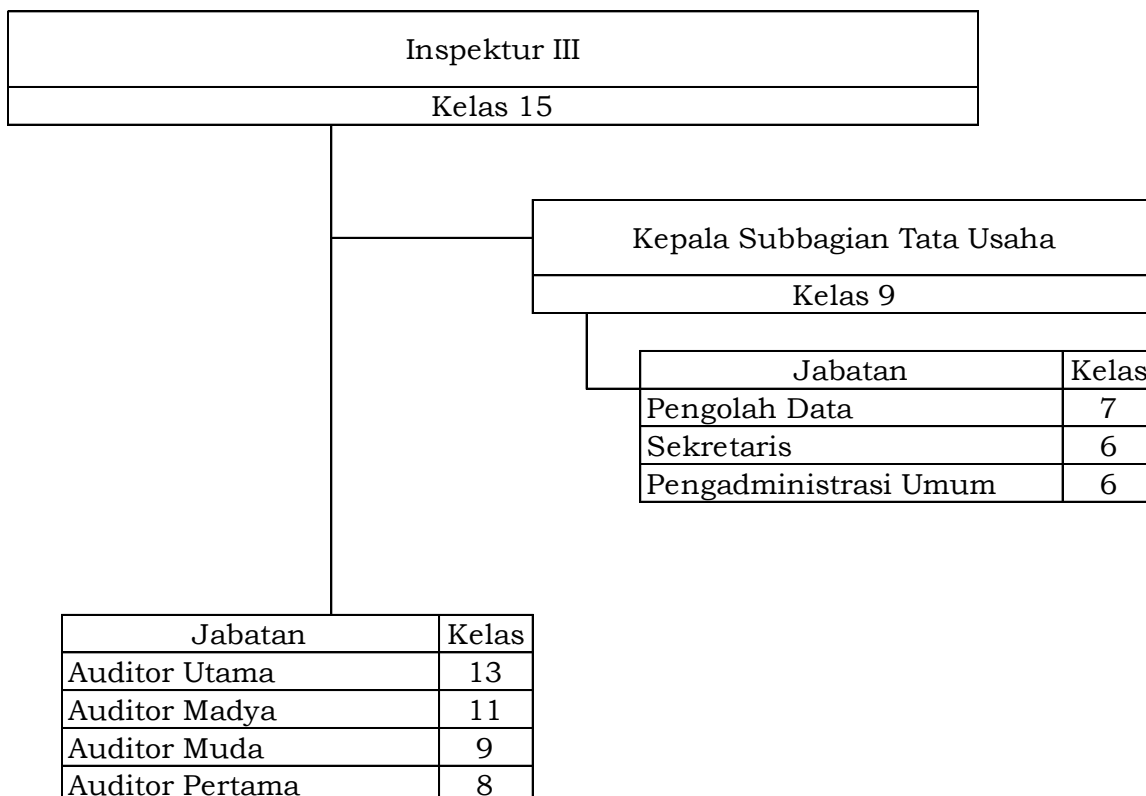 Inspektur III
Kelas 15
Kepala Subbagian Tata Usaha
Kelas 9
Jabatan Kelas
Pengolah Data 7
Sekretaris 6
Pengadministrasi Umum 6
Jabatan Kelas
Auditor Utama 13
Auditor Madya 11
Auditor Muda 9
Auditor Pertama 8